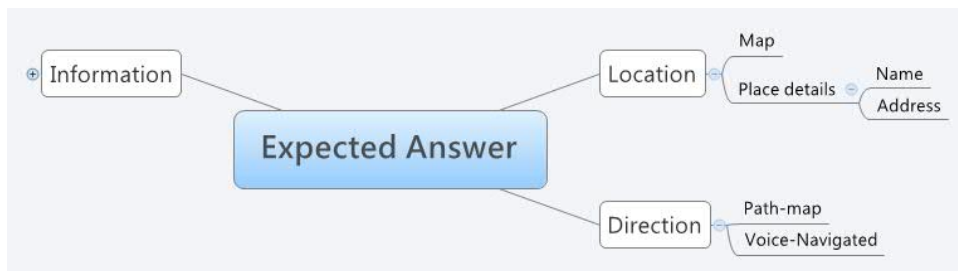 Information
Expected Answer
Location
Map
Place details
Name
Address
Direction
Path-map
Voice-Navigated